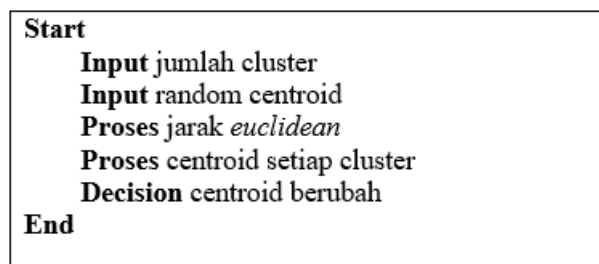 Start
Input jumlah cluster
Input random centroid
Proses jarak euclidean
Proses centroid setiap cluster
Decision centroid berubah
End